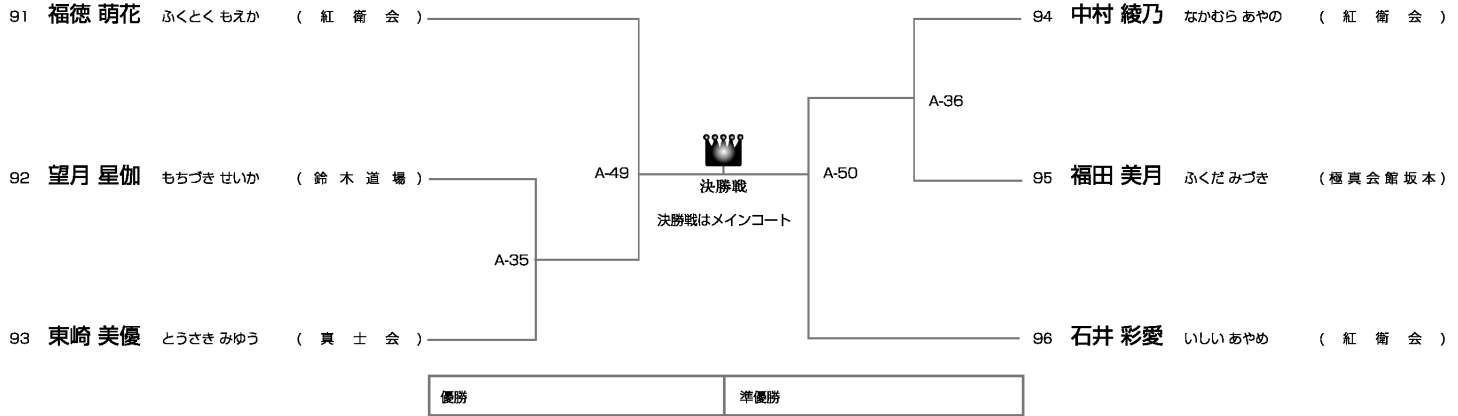 91 福徳 萌花 ふくとく もえか (紅衛会)
92 望月 星伽 もちづき せいか (鈴木道場)
93 東崎 美優 とうさき みゆう (真士会)
A-35
A-49
決勝戦
決勝戦はメインコート
A-50
A-36
94 中村 綾乃 なかむら あやの (紅衛会)
95 福田 美月 ふくだ みづき (極真会館坂本)
96 石井 彩愛 いしい あやめ (紅衛会)
優勝
準優勝